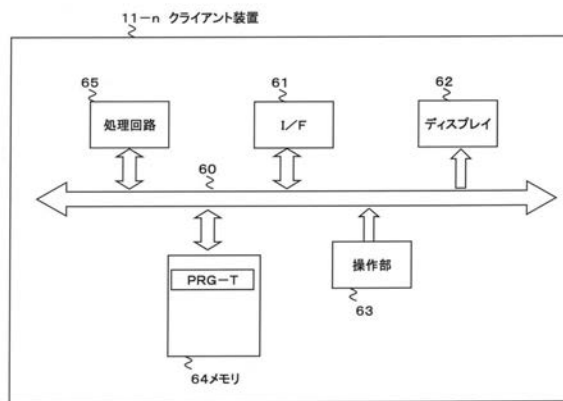 11-n クライアント装置
65
61
62
処理回路
I/F
ディスプレイ
60
PRG-T
操作部
63
64メモリ